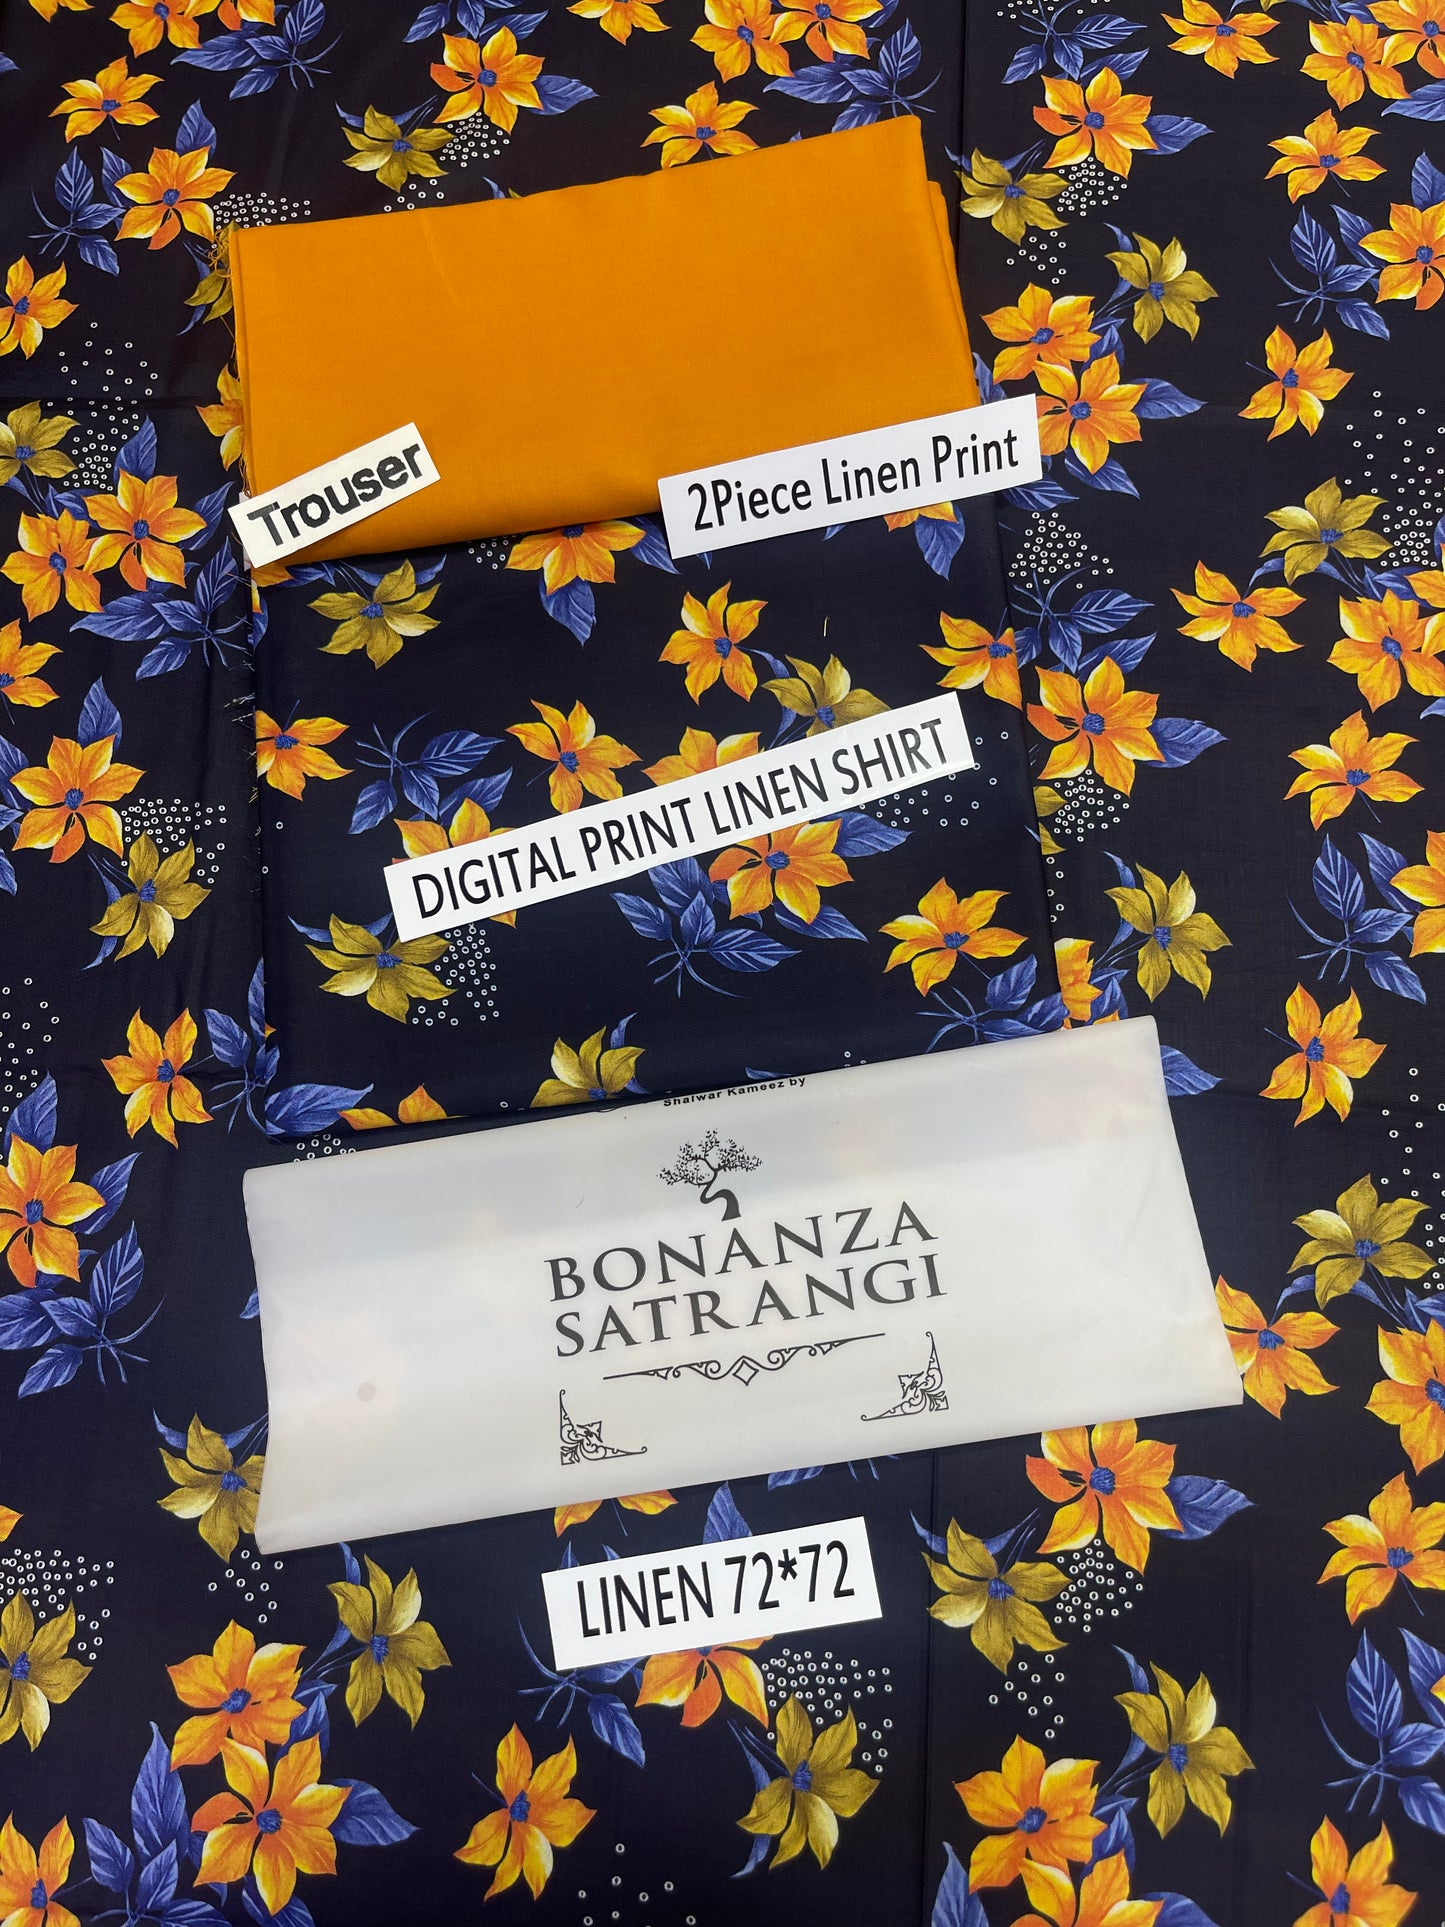 Trouser
2Piece Linen Print
DIGITAL PRINT LINEN SHIRT
Shalwar Kameez by
BONANZA
SATRANGI
LINEN 72*72